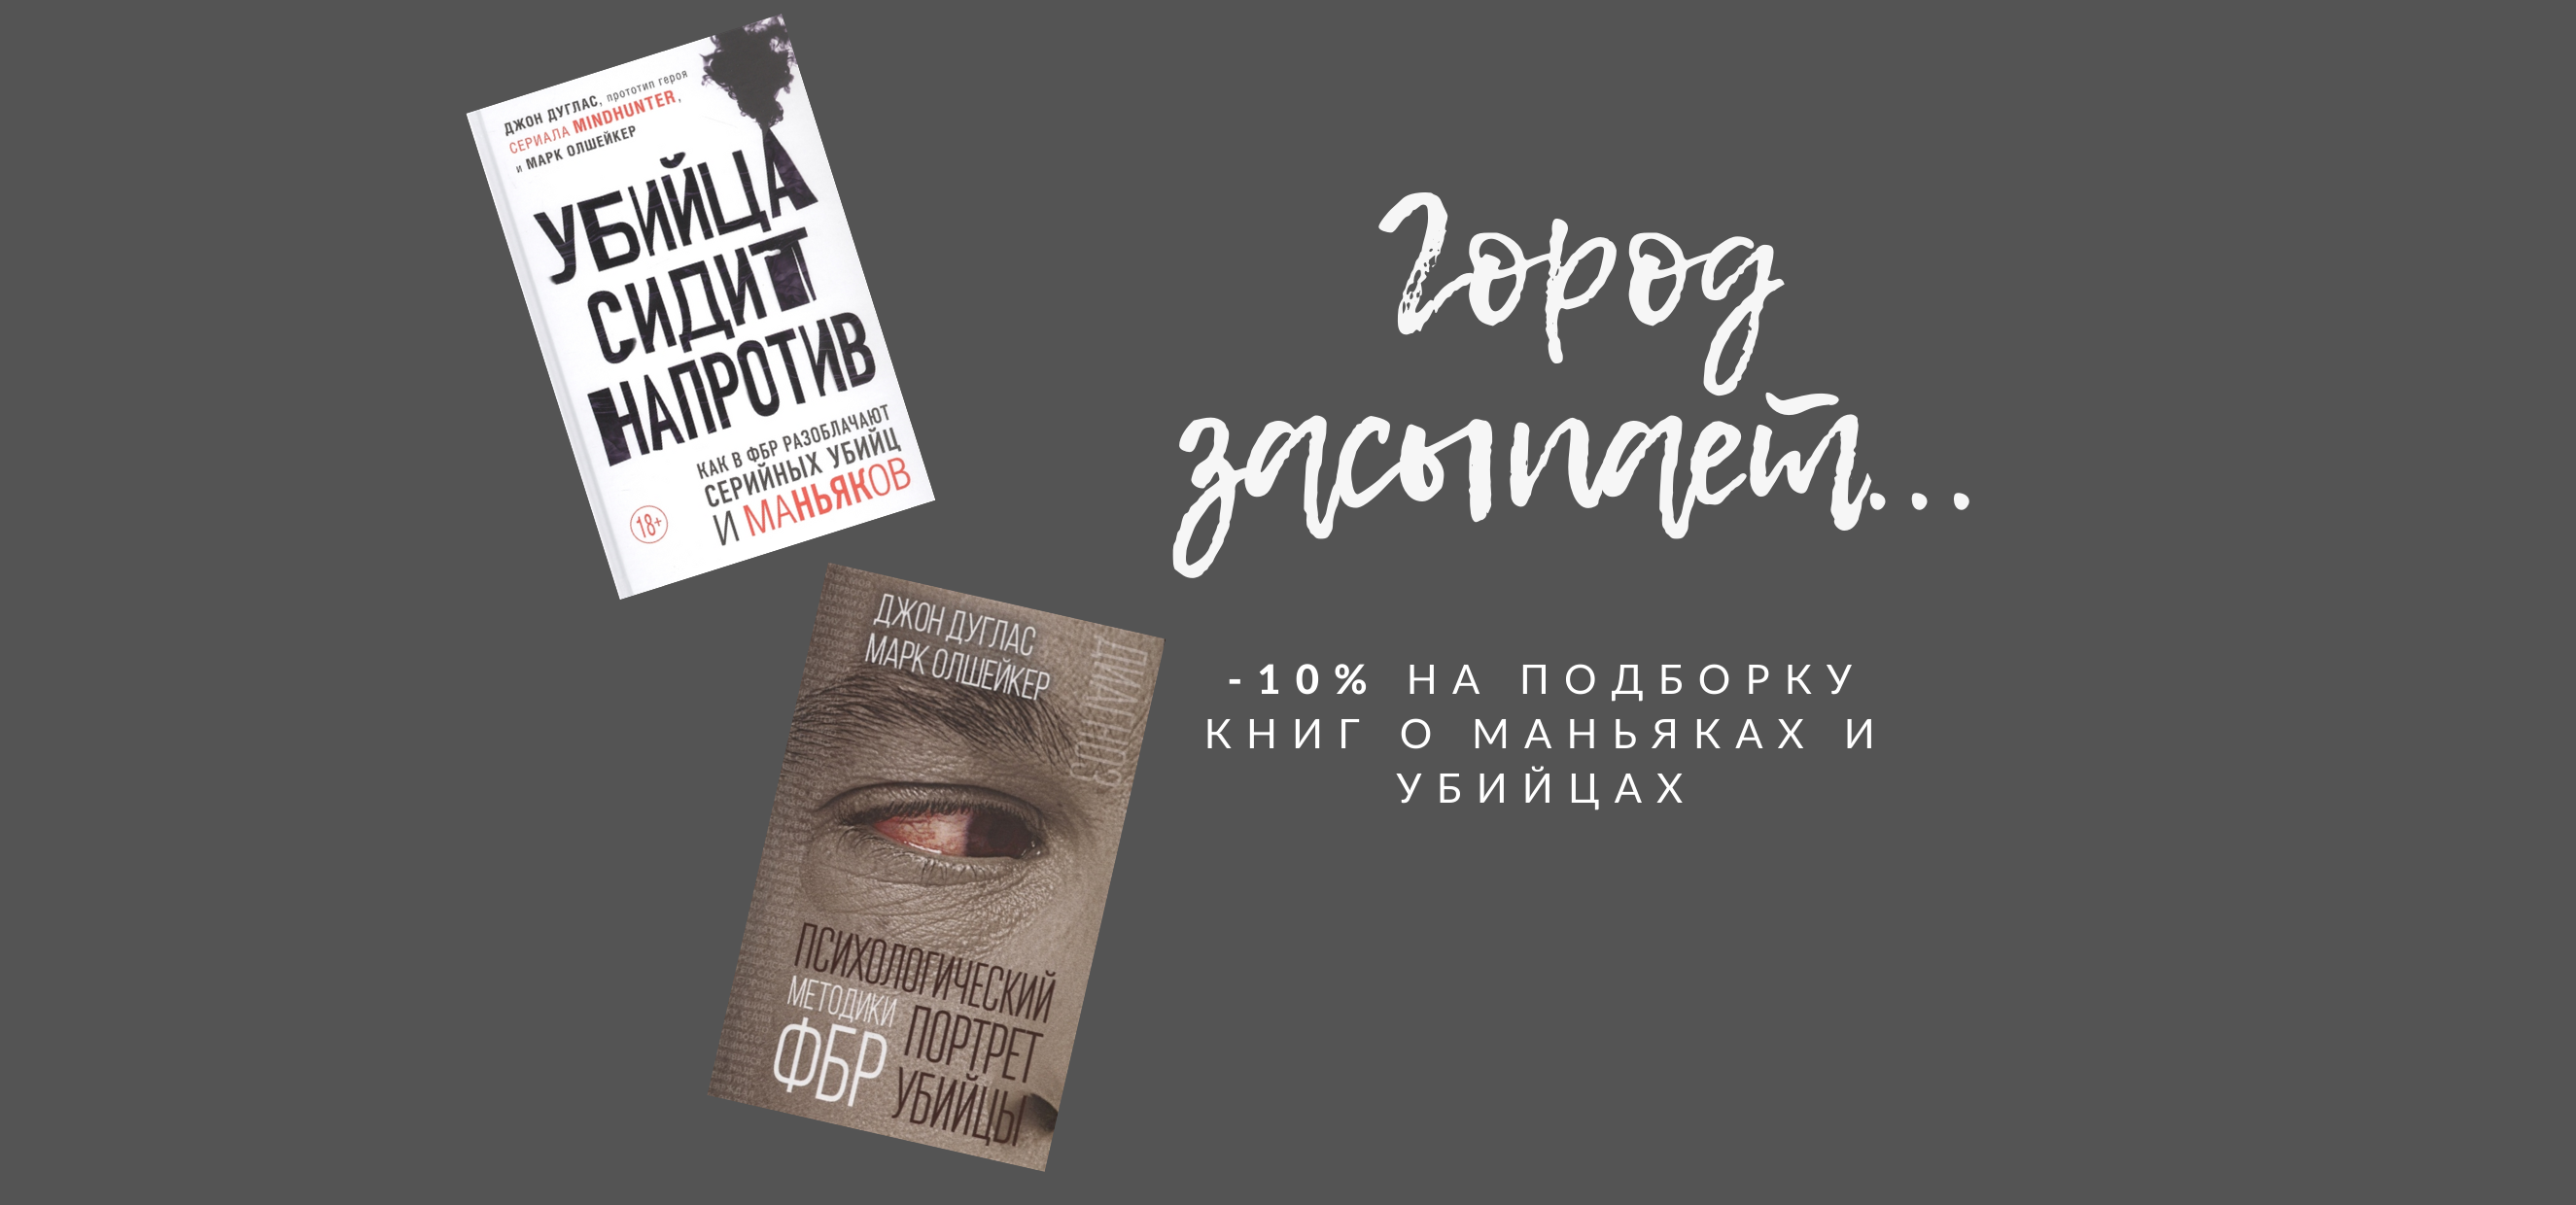 ДЖОН ДУГЛАС, прототип героя
СЕРИАЛА MINDHUNTER,
и МАРК ОЛШЕЙКЕР
УБИЙЦА
СИДИТ
НАПРОТИВ
КАК В ФБР РАЗОБЛАЧАЮТ
СЕРИЙНЫХ УБИЙЦ
И МАНЬЯКОВ
18+
Город
засыпает...
-10% НА ПОДБОРКУ
КНИГ О МАНЬЯКАХ И
УБИЙЦАХ
ДЖОН ДУГЛАС
МАРК ОЛШЕЙКЕР
ДИАГНОЗ
ПСИХОЛОГИЧЕСКИЙ
МЕТОДИКИ
ПОРТРЕТ
ФБР
УБИЙЦЫ